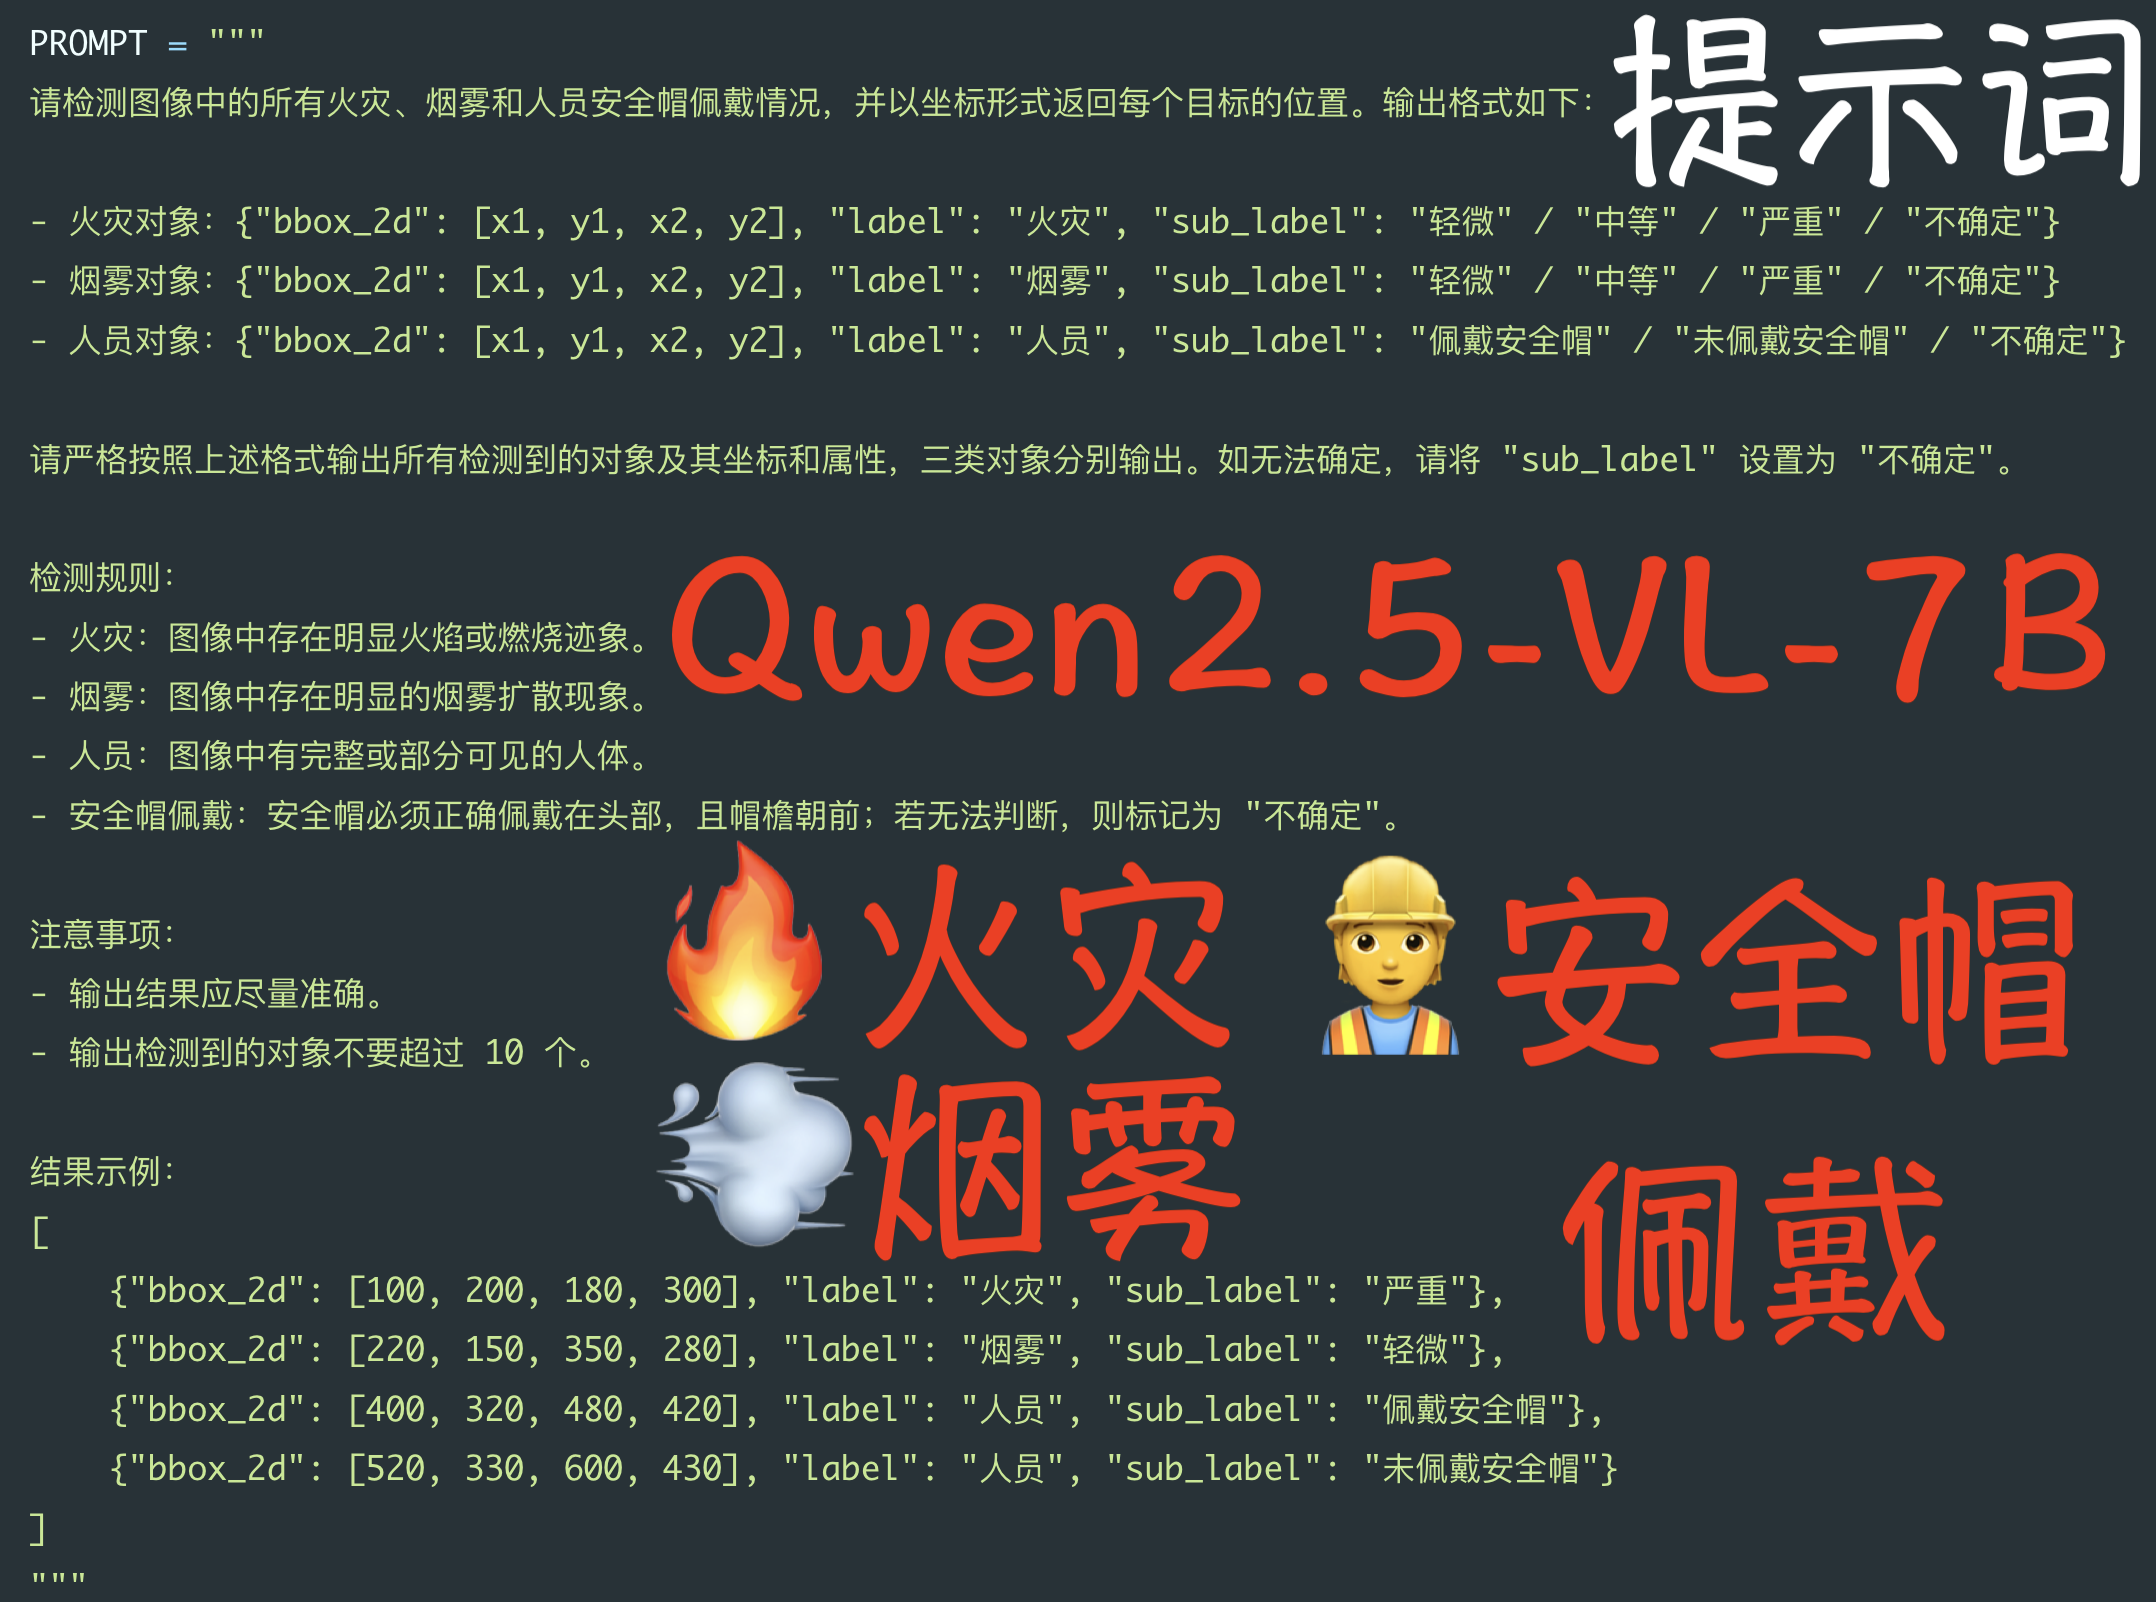 PROMPT = """
提示词
请检测图像中的所有火灾、烟雾和人员安全帽佩戴情况，并以坐标形式返回每个目标的位置。输出格式如下：
- 火灾对象：{"bbox_2d": [x1, y1, x2, y2], "label": "火灾", "sub_label": "轻微" / "中等" / "严重" / "不确定"}
- 烟雾对象：{"bbox_2d": [x1, y1, x2, y2], "label": "烟雾", "sub_label": "轻微" / "中等" / "严重" / "不确定"}
- 人员对象：{"bbox_2d": [x1, y1, x2, y2], "label": "人员", "sub_label": "佩戴安全帽" / "未佩戴安全帽" / "不确定"}
请严格按照上述格式输出所有检测到的对象及其坐标和属性，三类对象分别输出。如无法确定，请将 "sub_label" 设置为 "不确定"。
检测规则：
- 火灾：图像中存在明显火焰或燃烧迹象。
Qwen2.5-VL-7B
- 烟雾：图像中存在明显的烟雾扩散现象。
- 人员：图像中有完整或部分可见的人体。
- 安全帽佩戴：安全帽必须正确佩戴在头部，且帽檐朝前；若无法判断，则标记为 "不确定"。
注意事项：
火灾
安全帽
- 输出结果应尽量准确。
- 输出检测到的对象不要超过 10 个。
烟雾
结果示例：
佩戴
[
    {"bbox_2d": [100, 200, 180, 300], "label": "火灾", "sub_label": "严重"},
    {"bbox_2d": [220, 150, 350, 280], "label": "烟雾", "sub_label": "轻微"},
    {"bbox_2d": [400, 320, 480, 420], "label": "人员", "sub_label": "佩戴安全帽"},
    {"bbox_2d": [520, 330, 600, 430], "label": "人员", "sub_label": "未佩戴安全帽"}
]
"""